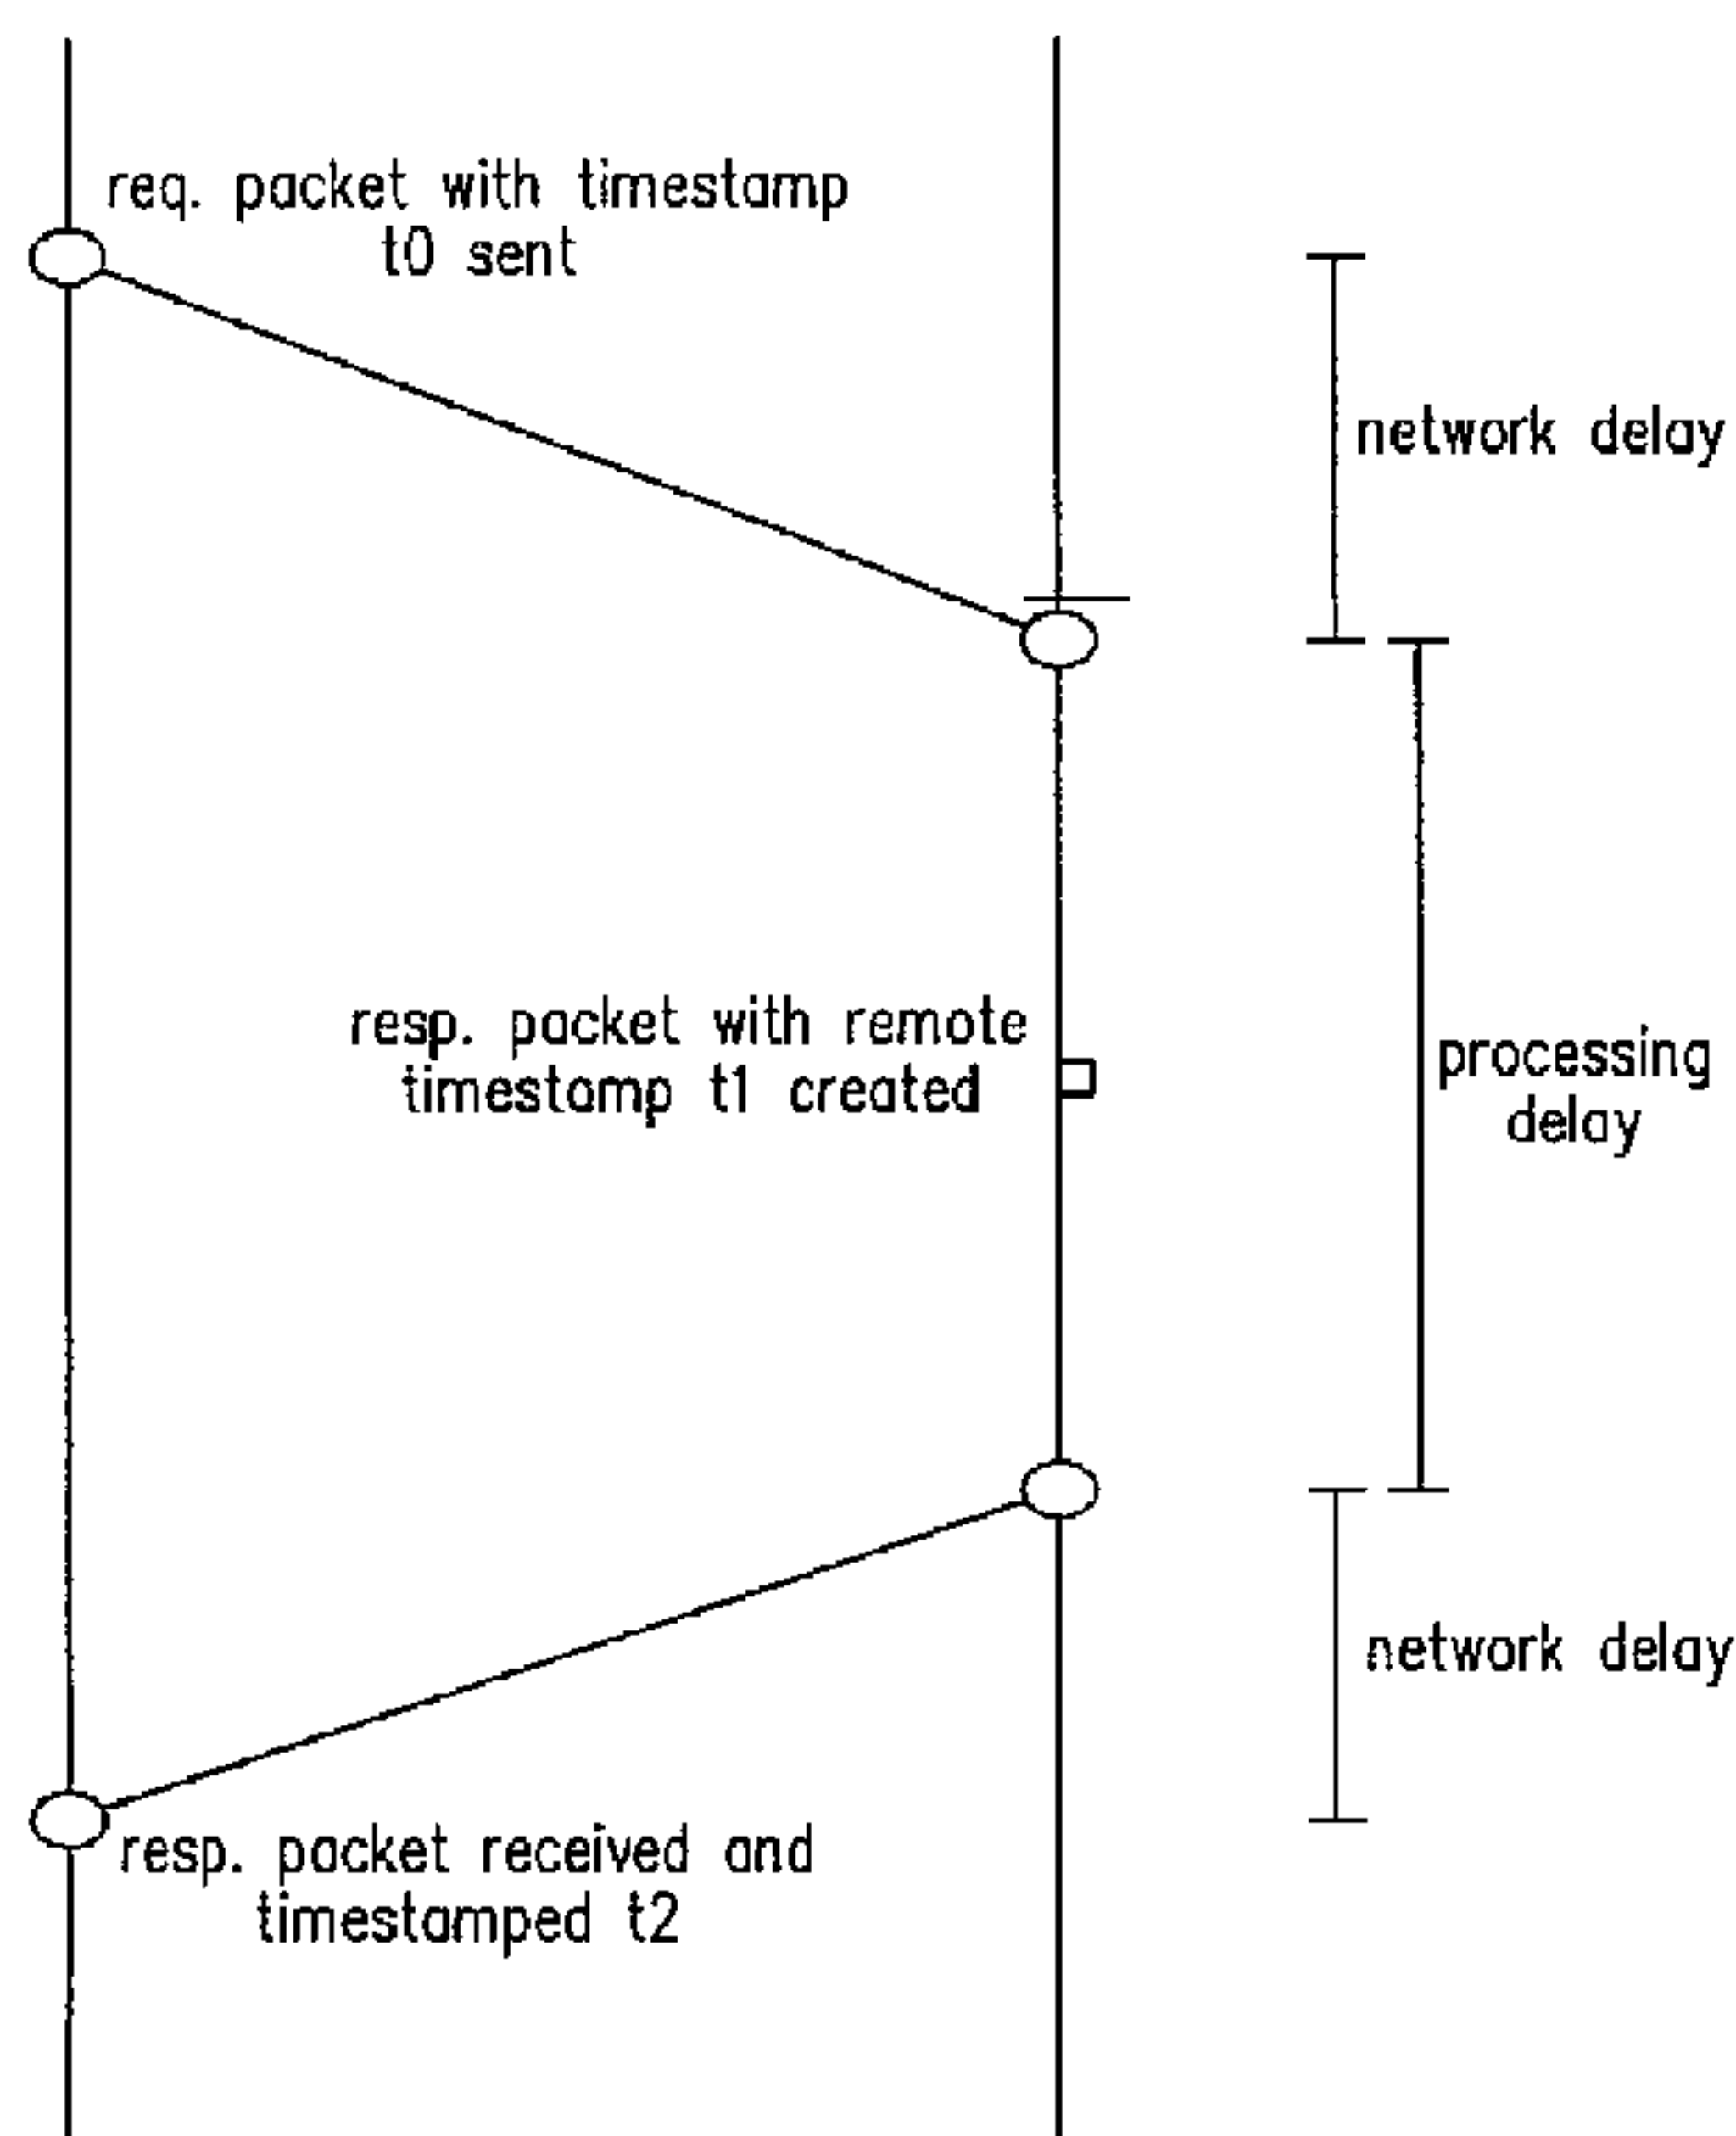 req. packet with timestamp
t0 sent
network delay
resp. packet with remote
timestamp t1 created
processing
delay
network delay
resp. packet received and
timestamped t2